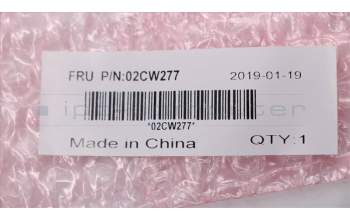 FRU P/N:02CW277 2019-01-19
*02CW277*
Made in China QTY:1